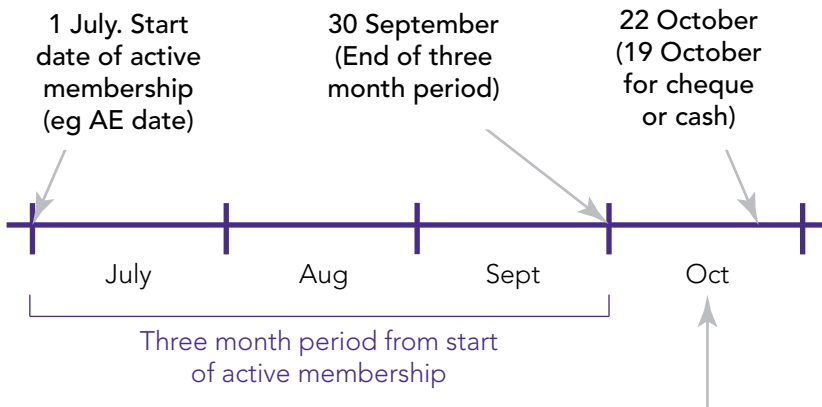 1 July. Start
date of active
membership
(eg AE date)
30 September
(End of three
month period)
22 October
(19 October
for cheque
or cash)
July
Aug
Sept
Oct
Three month period from start
of active membership